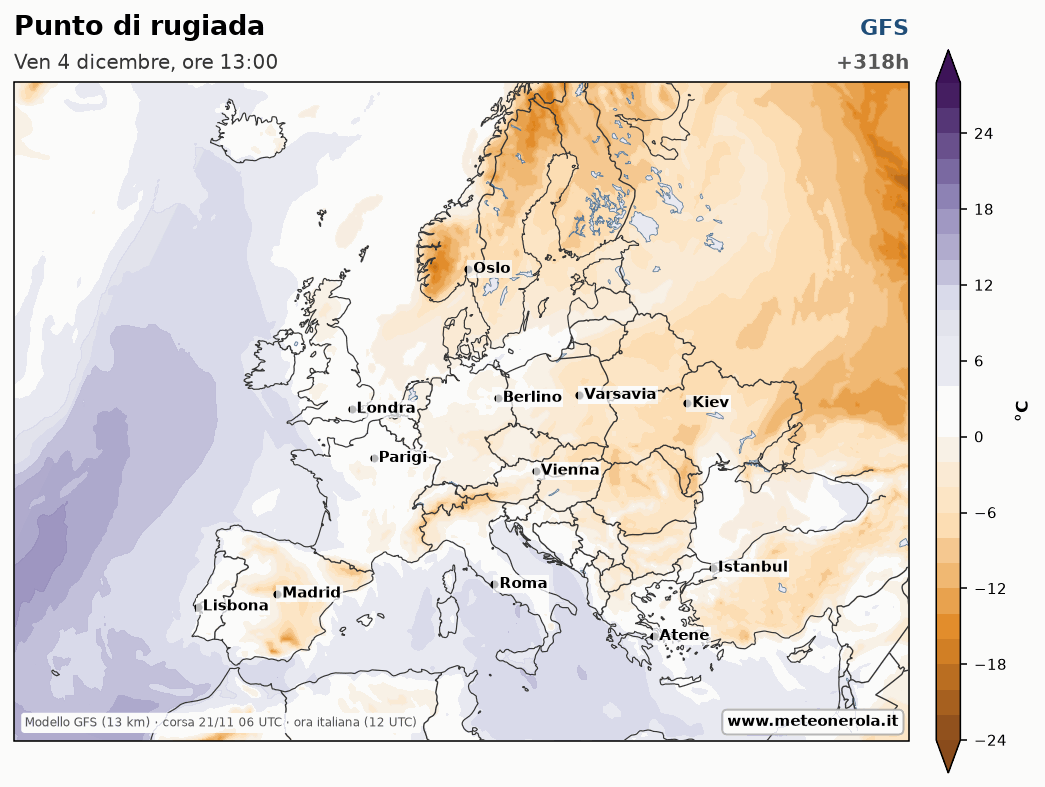 Punto di rugiada
GFS
Ven 4 dicembre, ore 13:00
+318h
Oslo
Londra
Berlino
Varsavia
Kiev
Parigi
Vienna
Istanbul
Roma
Madrid
Lisbona
Atene
24
18
12
6
0
−6
−12
−18
−24
°C
Modello GFS (13 km) · corsa 21/11 06 UTC · ora italiana (12 UTC)
www.meteonerola.it